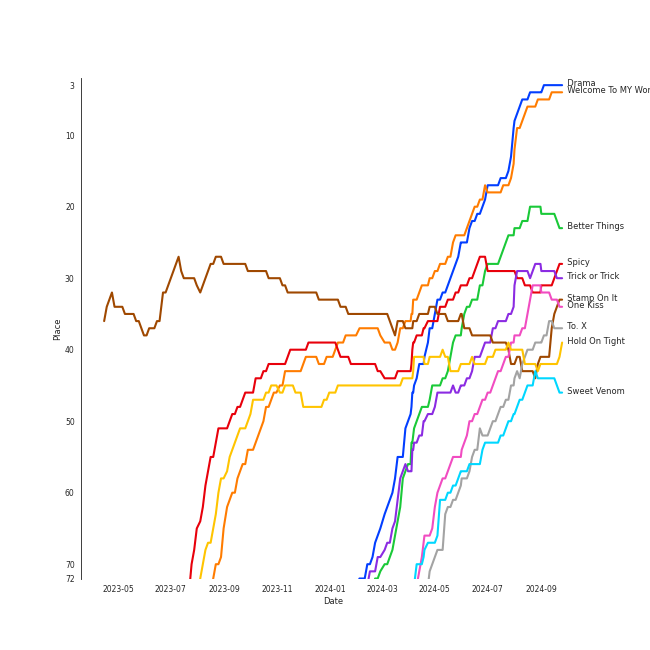 3
10
20
30
40
50
60
70
72
Place
2023-05
2023-07
2023-09
2023-11
2024-01
2024-03
2024-05
2024-07
2024-09
Date
Drama
Welcome To MY Wor
Better Things
Spicy
Trick or Trick
Stamp On It
One Kiss
To. X
Hold On Tight
Sweet Venom